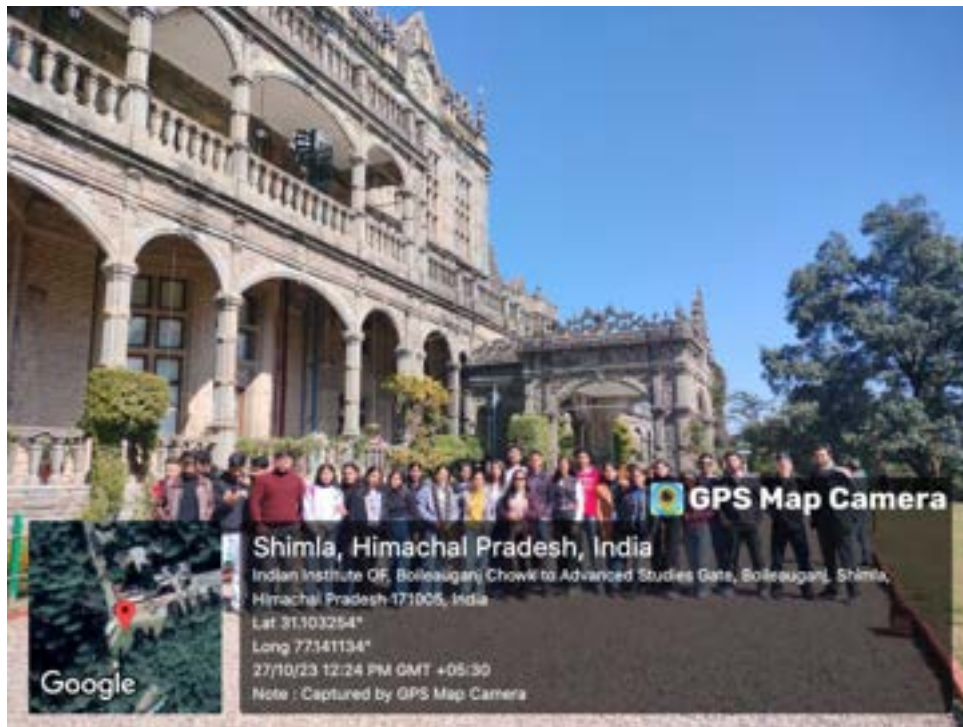 GPS Map Camera
Shimla, Himachal Pradesh, India
Indian Institute OF, Boileauganj Chowk to Advanced Studies Gate, Boileauganj, Shimla,
Himachal Pradesh 171005, India
Lat 31.103254°
Long 77.141134°
27/10/23 12:24 PM GMT +05:30
Note : Captured by GPS Map Camera
Google